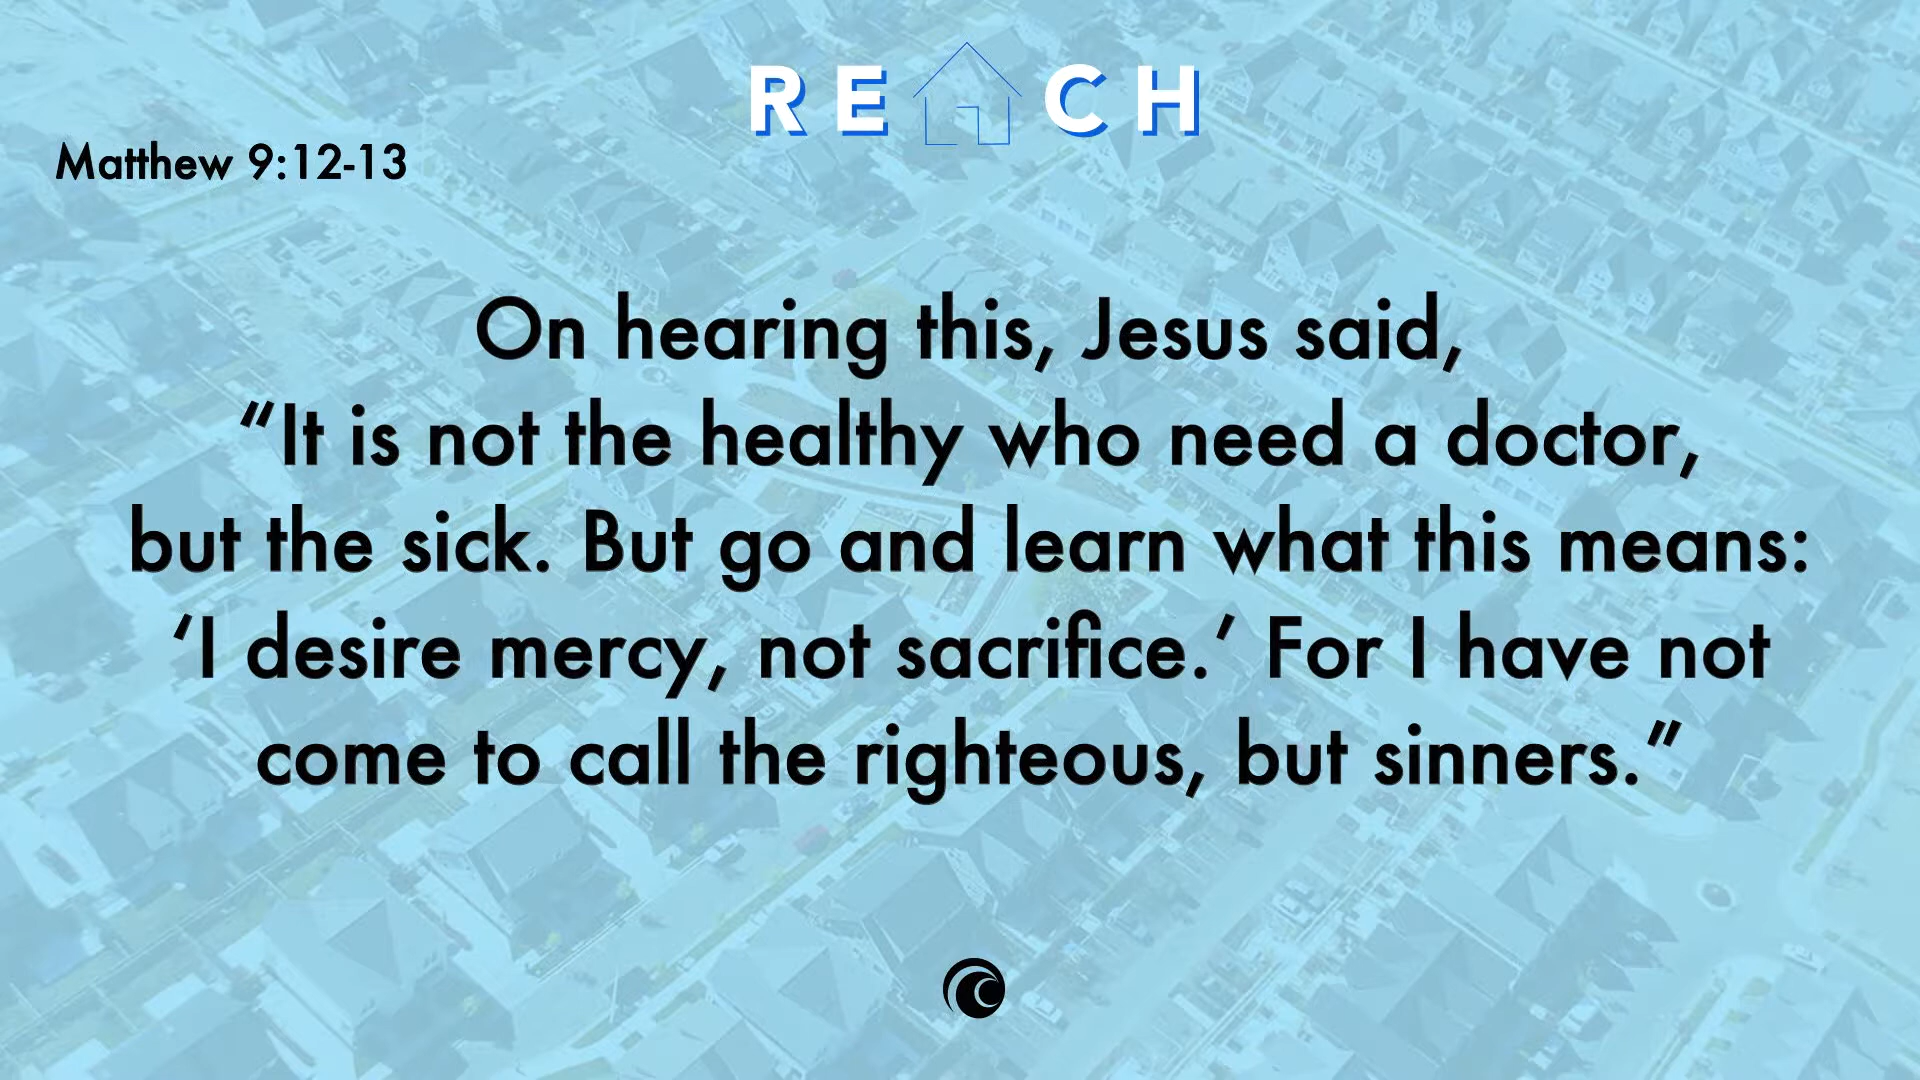 RE CH
Matthew 9:12-13
On hearing this, Jesus said,
“It is not the healthy who need a doctor,
but the sick. But go and learn what this means:
‘I desire mercy, not sacrifice.’ For I have not
come to call the righteous, but sinners.”